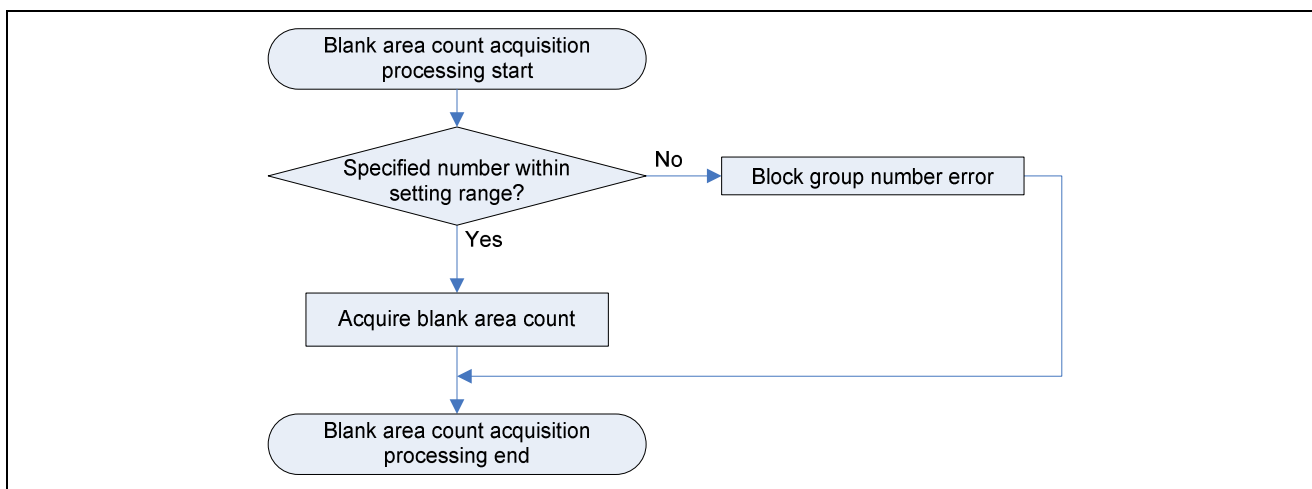 Blank area count acquisition
processing start
Specified number within
setting range?
No
Block group number error
Yes
Acquire blank area count
Blank area count acquisition
processing end